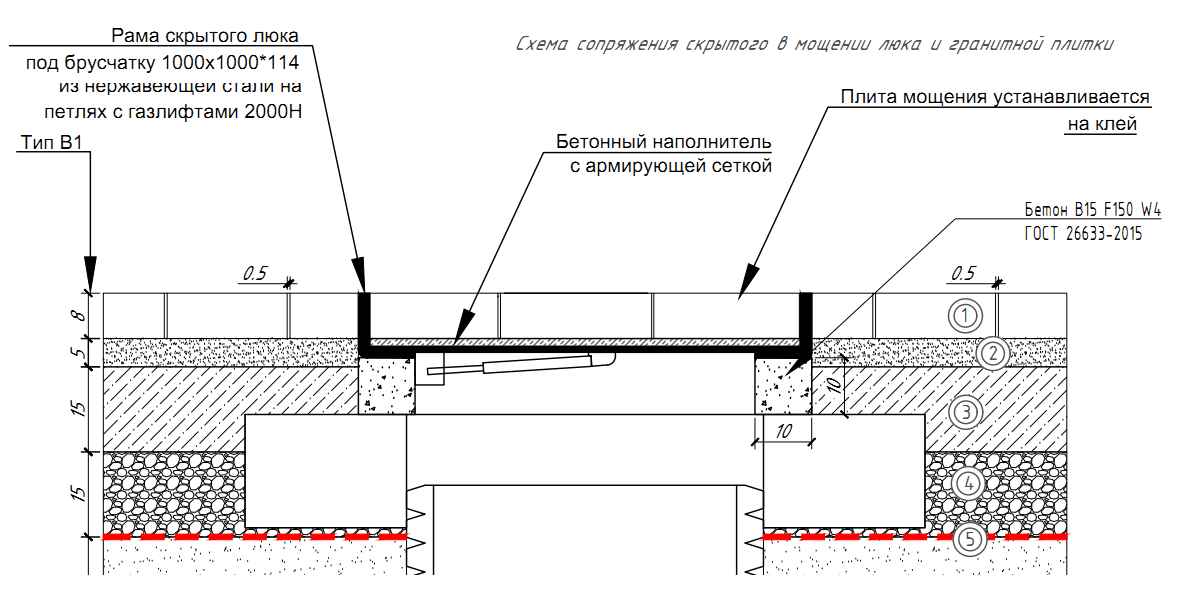 Схема сопряжения скрытого в мощении люка и гранитной плитки
Рама скрытого люка
под брусчатку 1000х1000*114
из нержавеющей стали на
петлях с газлифтами 2000Н
Тип В1
Бетонный наполнитель
с армирующей сеткой
Плита мощения устанавливается
на клей
Бетон В15 F150 W4
ГОСТ 26633-2015
0.5
0.5
8
5
15
15
10
10
1
2
3
4
5